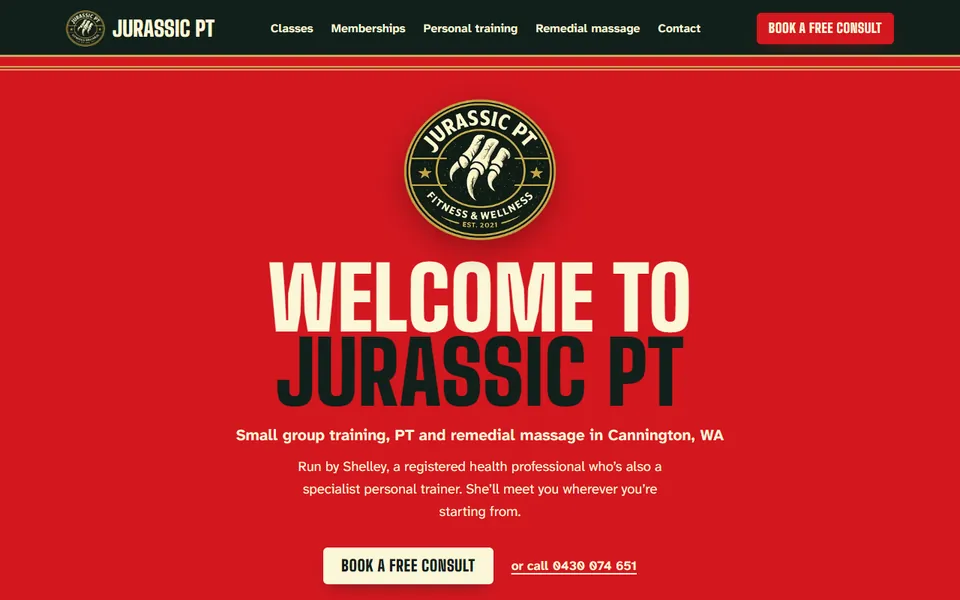 JURASSIC PT
Classes
Memberships
Personal training
Remedial massage
Contact
BOOK A FREE CONSULT
JURASSIC PT
FITNESS & WELLNESS
EST. 2021
WELCOME TO
JURASSIC PT
Small group training, PT and remedial massage in Cannington, WA
Run by Shelley, a registered health professional who's also a
specialist personal trainer. She'll meet you wherever you're
starting from.
BOOK A FREE CONSULT
or call 0430 074 651